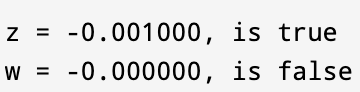 z = -0.001000, is true
w = -0.000000, is false